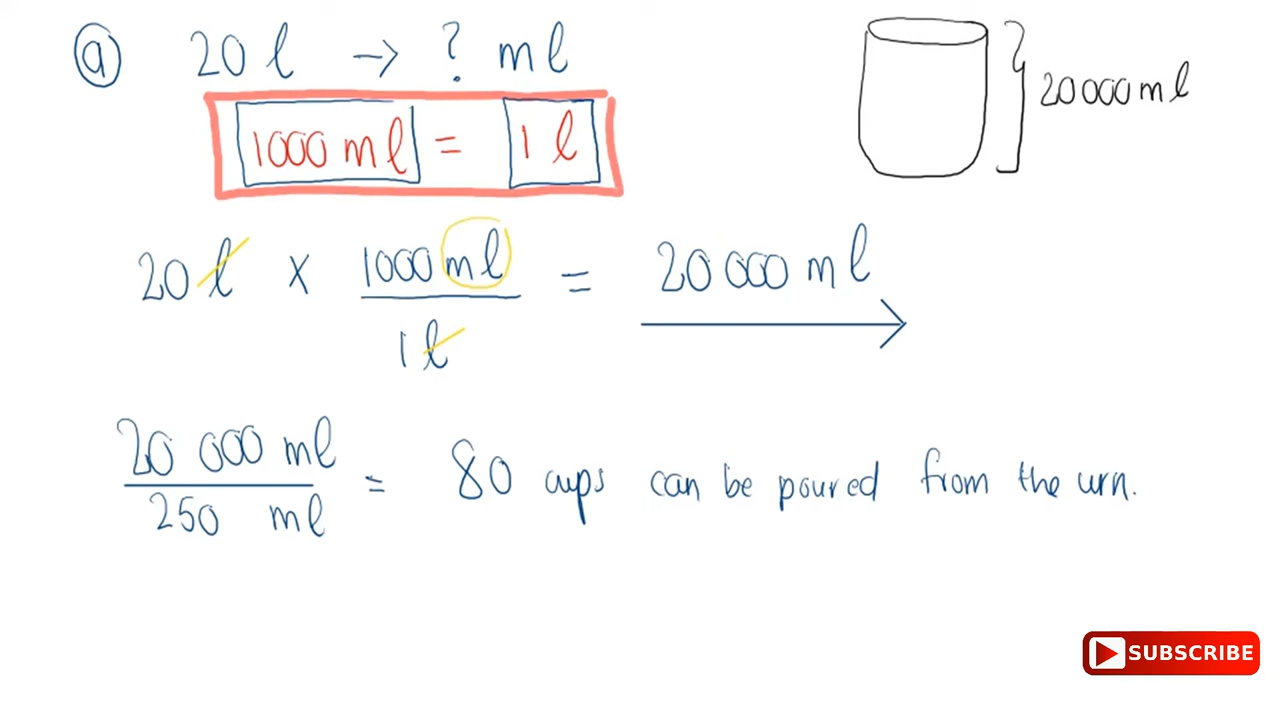 a 20 l → ? ml
20 000 ml
1000 ml = 1 l
20 l × 1000 ml = 20 000 ml
1 l
20 000 ml = 80 cups can be poured from the urn.
250 ml
SUBSCRIBE